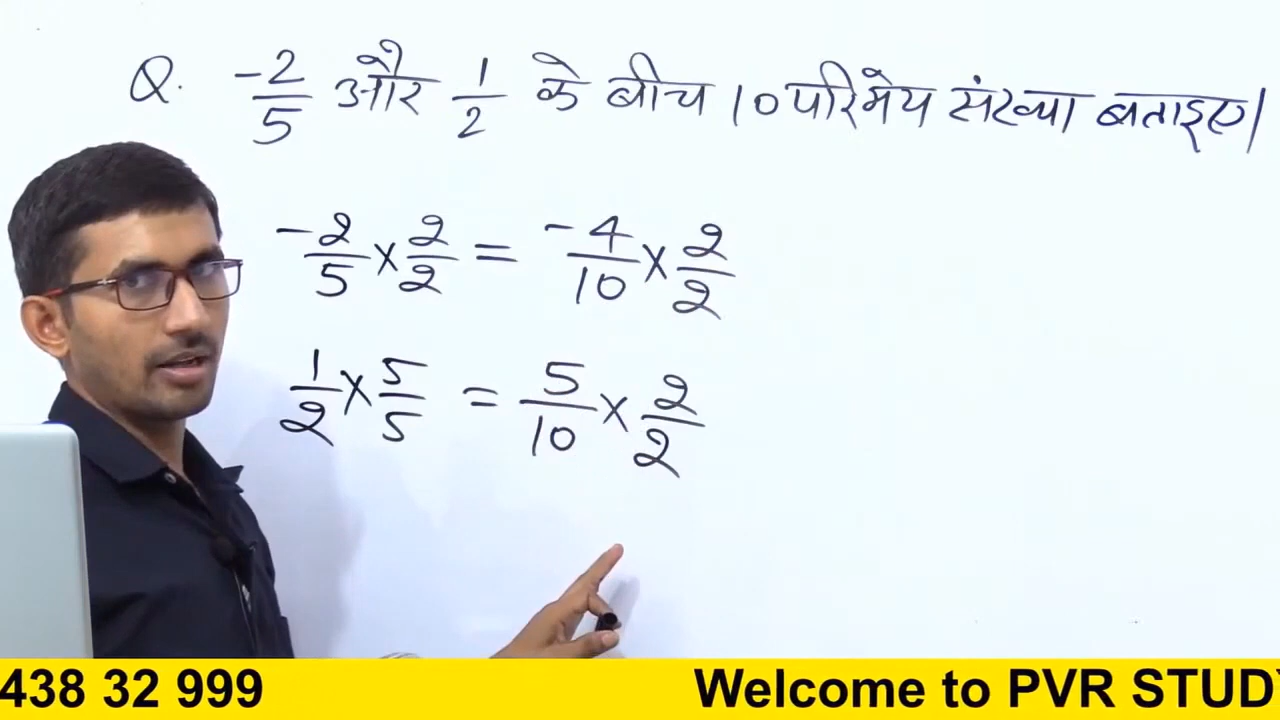 Q. -2/5 और 1/2 के बीच 10 परिमेय संख्या बताइए।
-2/5 × 2/2 = -4/10 × 2/2
1/2 × 5/5 = 5/10 × 2/2
438 32 999 Welcome to PVR STUDY